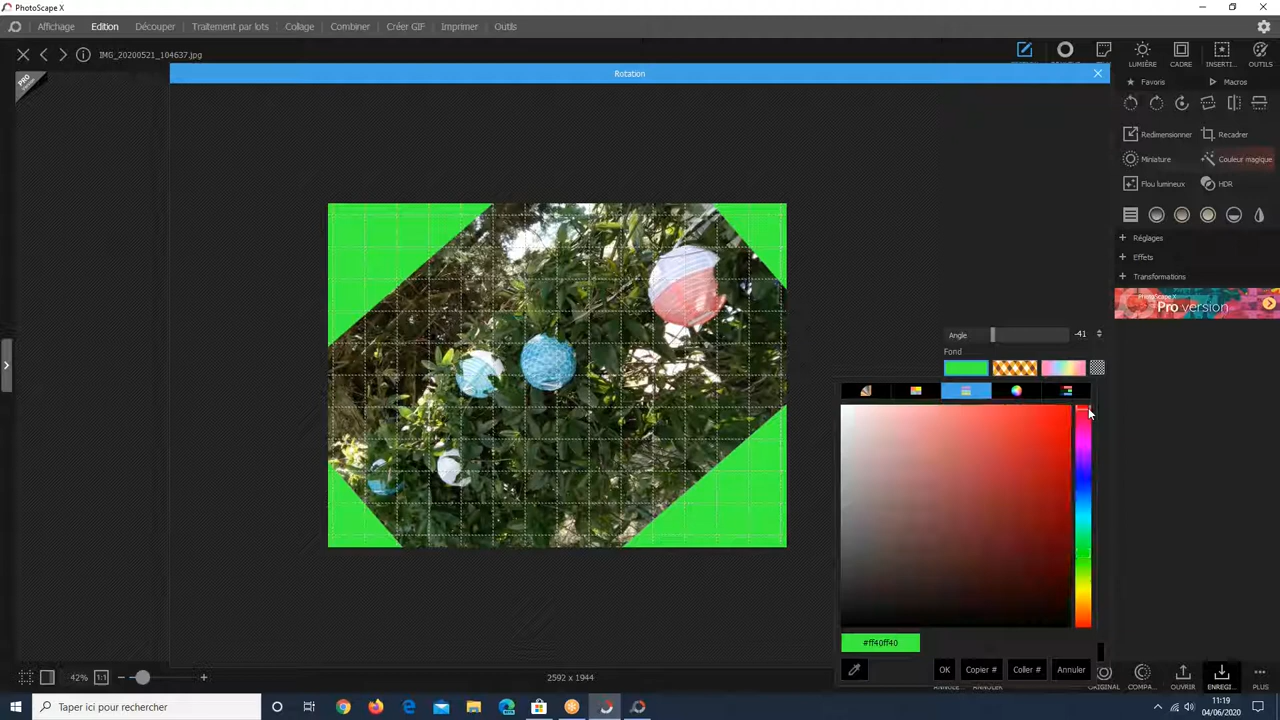 PhotoScape X
Affichage Edition Découper Traitement par lots Collage Combiner Créer GIF Imprimer Outils
IMG_20200521_104637.jpg
LUMIÈRE CADRE INSERTI... OUTILS
PRO
Rotation
Favoris Macros
Redimensionner Recadrer
Miniature Couleur magique
Flou lumineux HDR
Réglages
Effets
Transformations
PhotoScape X
Pro version
Angle -41
Fond
#ff40ff40
OK Copier # Coller # Annuler
42% 1:1 2592 x 1944
ORIGINAL COMPA... OUVRIR ENREGI... PLUS
Taper ici pour rechercher
11:19
04/06/2020